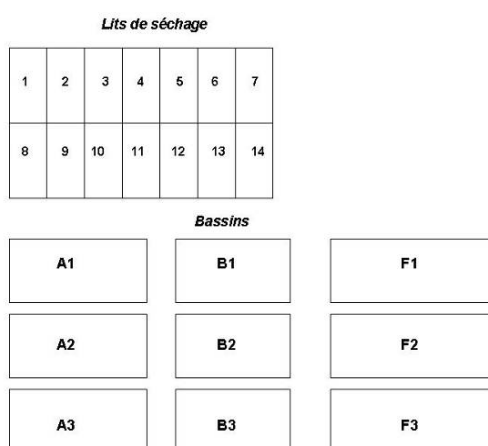 Lits de séchage
1 2 3 4 5 6 7
8 9 10 11 12 13 14
Bassins
A1 B1 F1
A2 B2 F2
A3 B3 F3